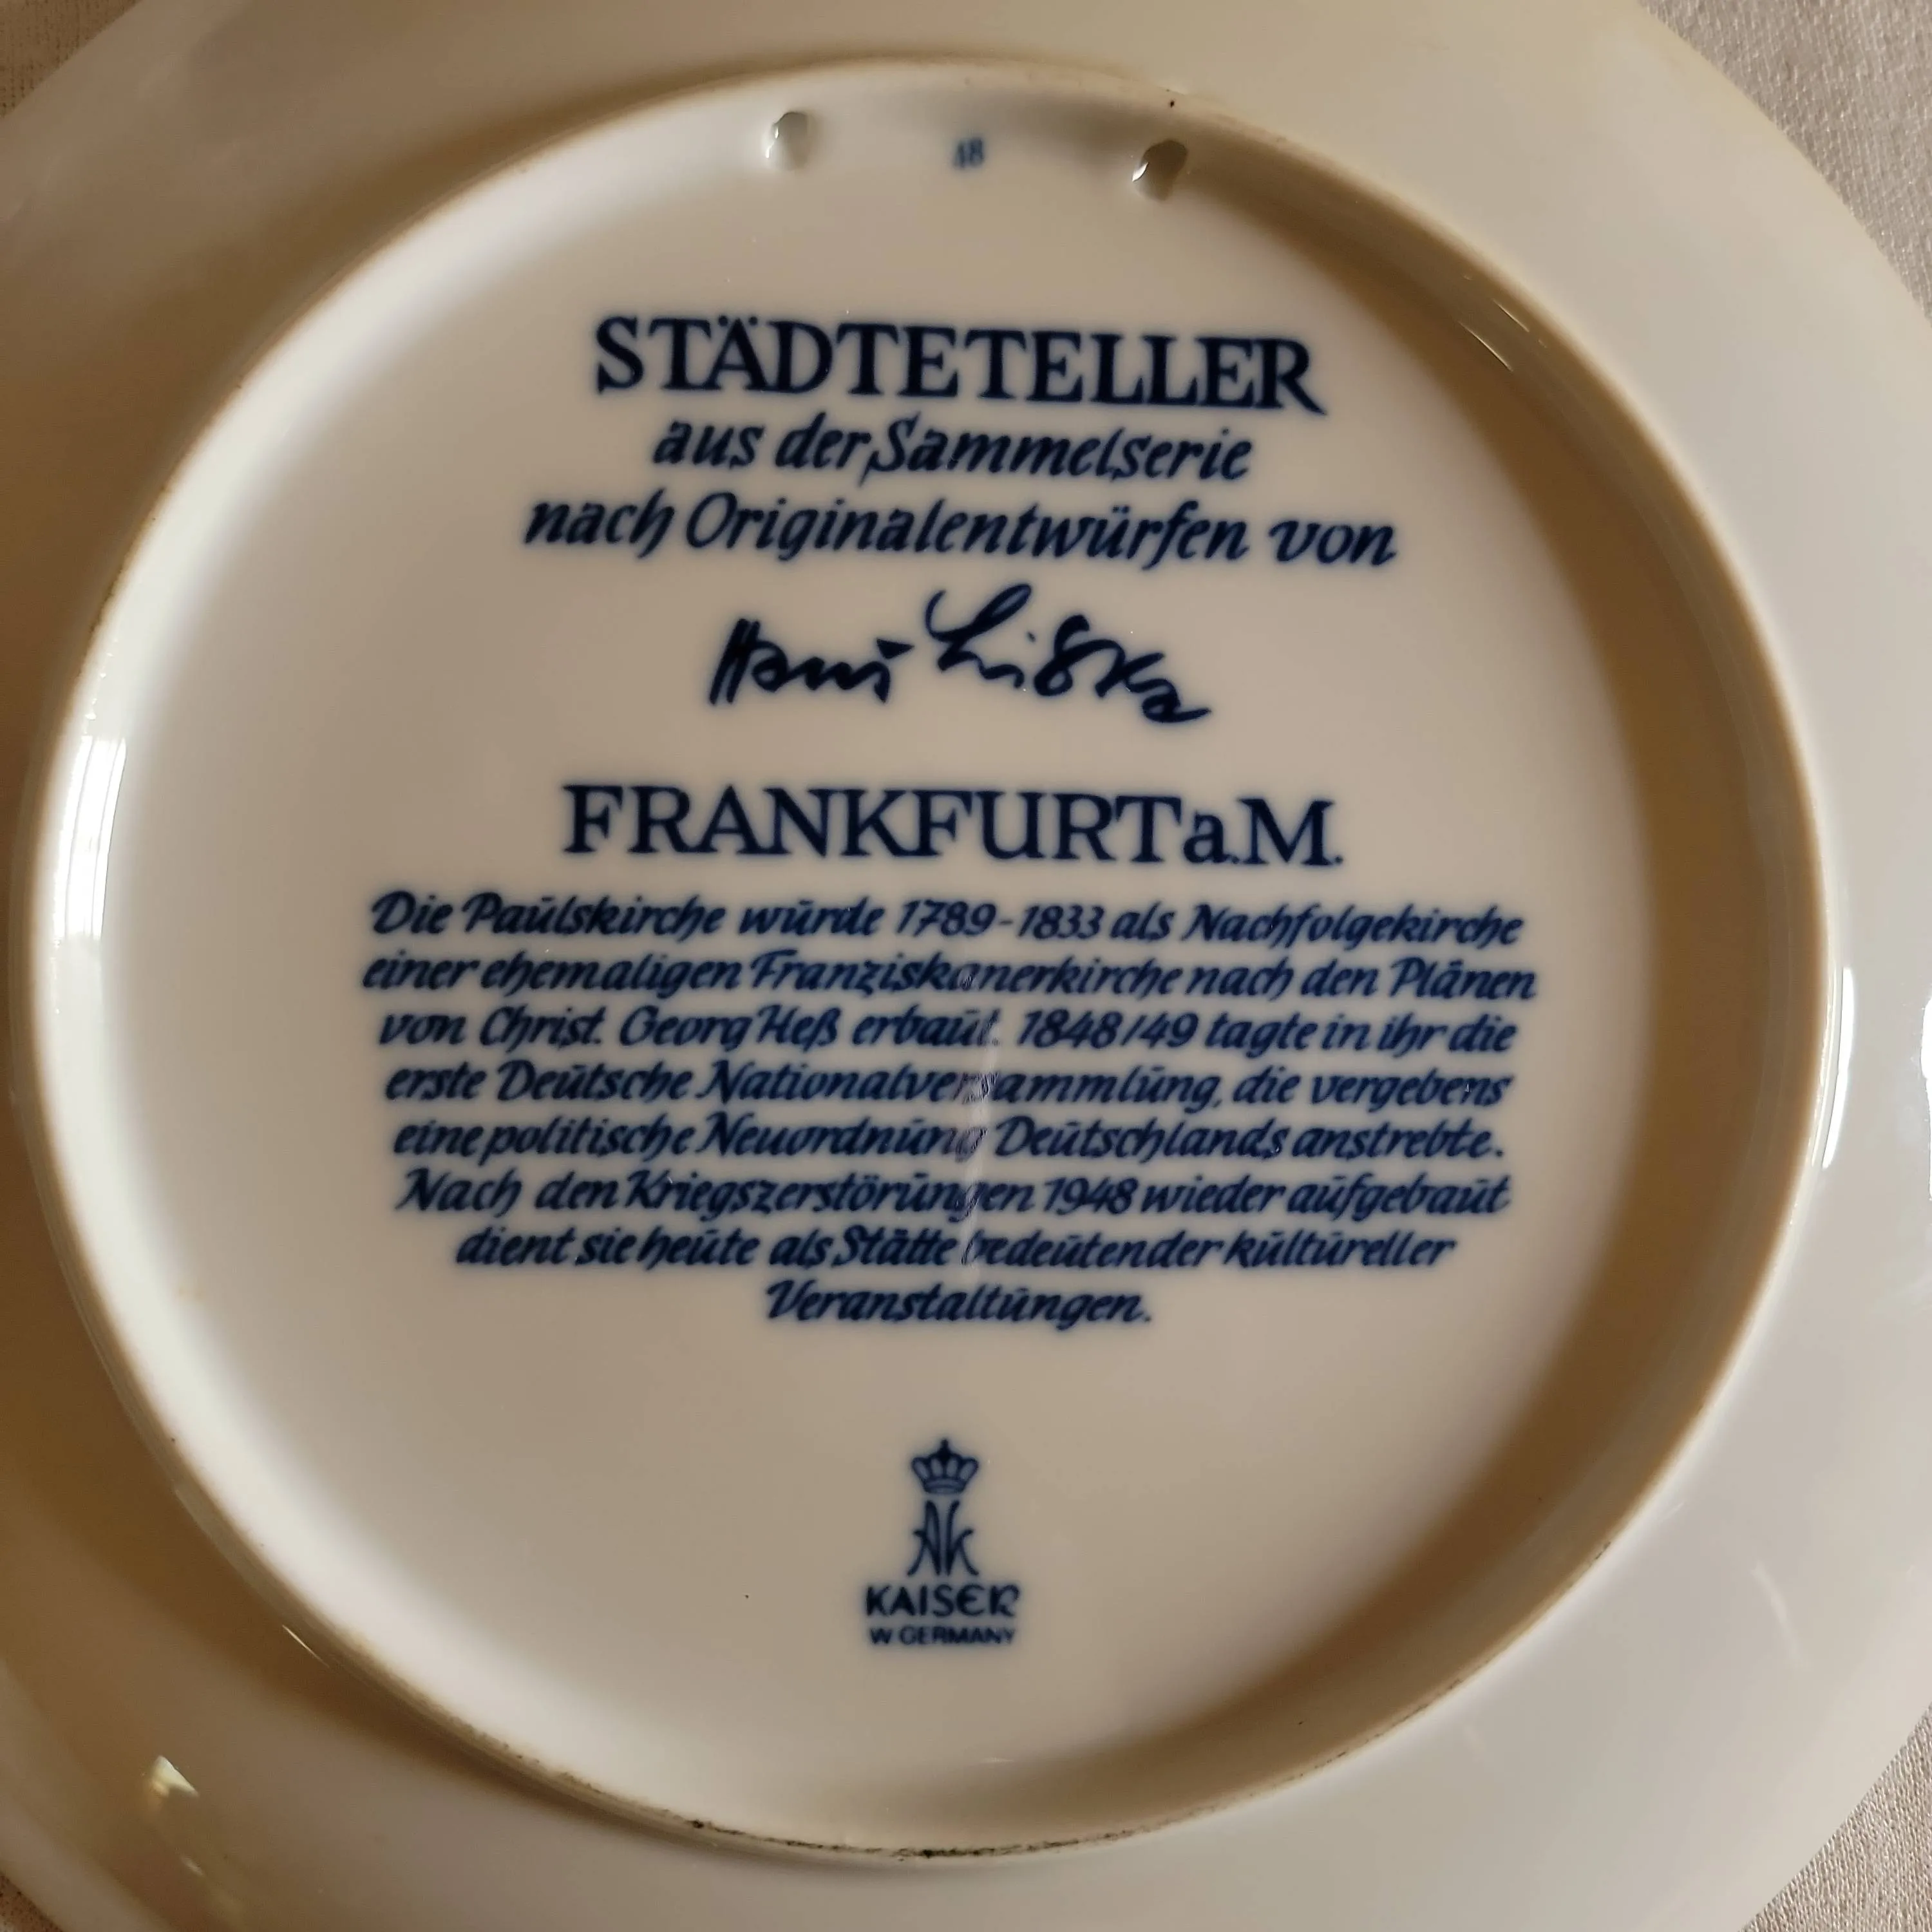 48
STÄDTETELLER
aus der Sammelserie
nach Originalentwürfen von
Hans Liska
FRANKFURT a.M.
Die Paulskirche wurde 1789-1833 als Nachfolgekirche
einer ehemaligen Franziskanerkirche nach den Plänen
von Christ. Georg Heß erbaut. 1848/49 tagte in ihr die
erste Deutsche Nationalversammlung, die vergebens
eine politische Neuordnung Deutschlands anstrebte.
Nach den Kriegszerstörungen 1948 wieder aufgebaut
dient sie heute als Stätte bedeutender kultureller
Veranstaltungen.
AK
KAISER
W. GERMANY